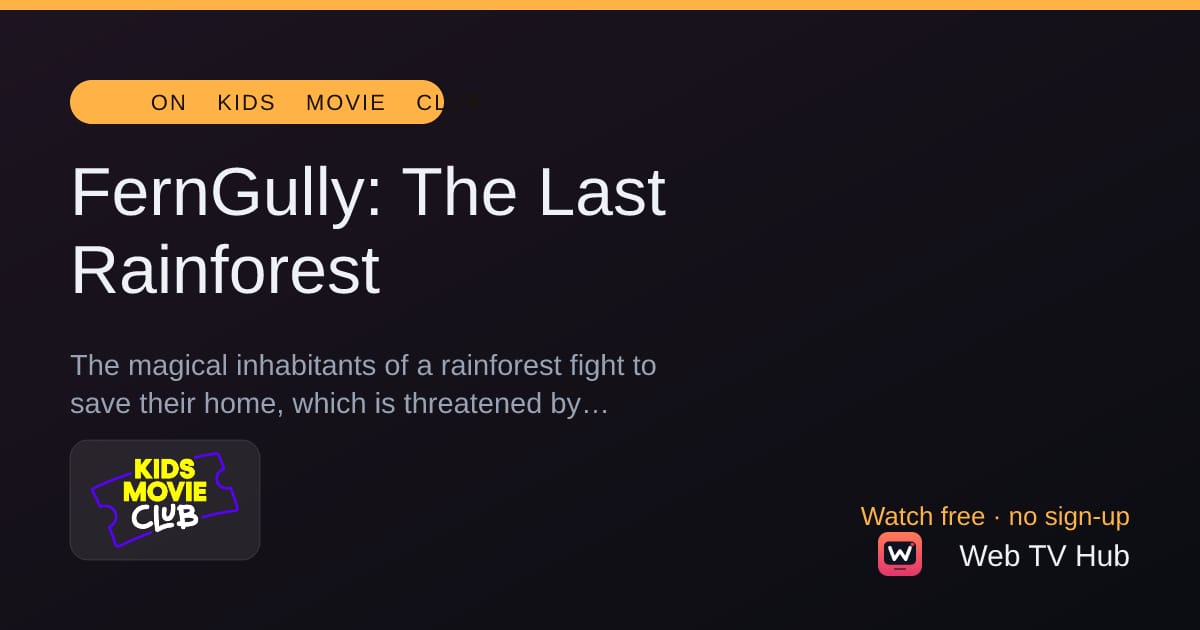 ON KIDS MOVIE CLUB
FernGully: The Last
Rainforest
The magical inhabitants of a rainforest fight to
save their home, which is threatened by…
KIDS
MOVIE
CLUB
Watch free · no sign-up
W
Web TV Hub